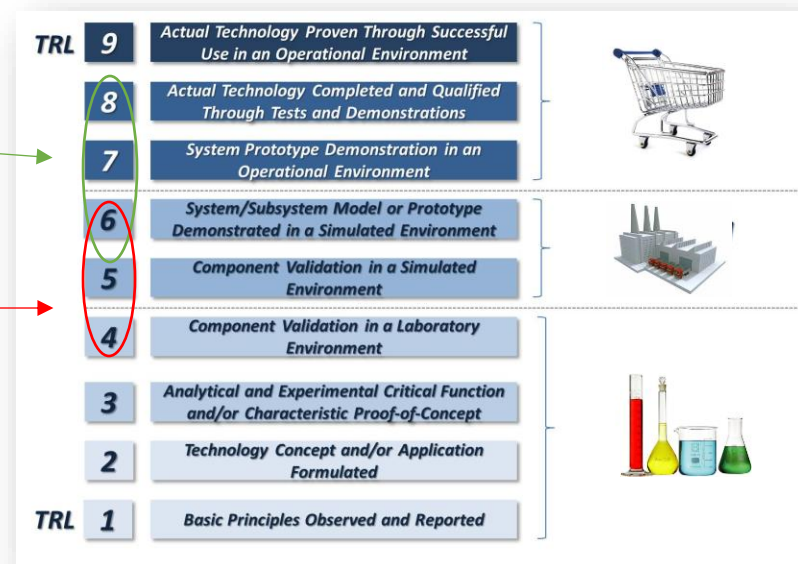 TRL 9 Actual Technology Proven Through Successful
Use in an Operational Environment
8 Actual Technology Completed and Qualified
Through Tests and Demonstrations
7 System Prototype Demonstration in an
Operational Environment
6 System/Subsystem Model or Prototype
Demonstrated in a Simulated Environment
5 Component Validation in a Simulated
Environment
4 Component Validation in a Laboratory
Environment
3 Analytical and Experimental Critical Function
and/or Characteristic Proof-of-Concept
2 Technology Concept and/or Application
Formulated
TRL 1 Basic Principles Observed and Reported